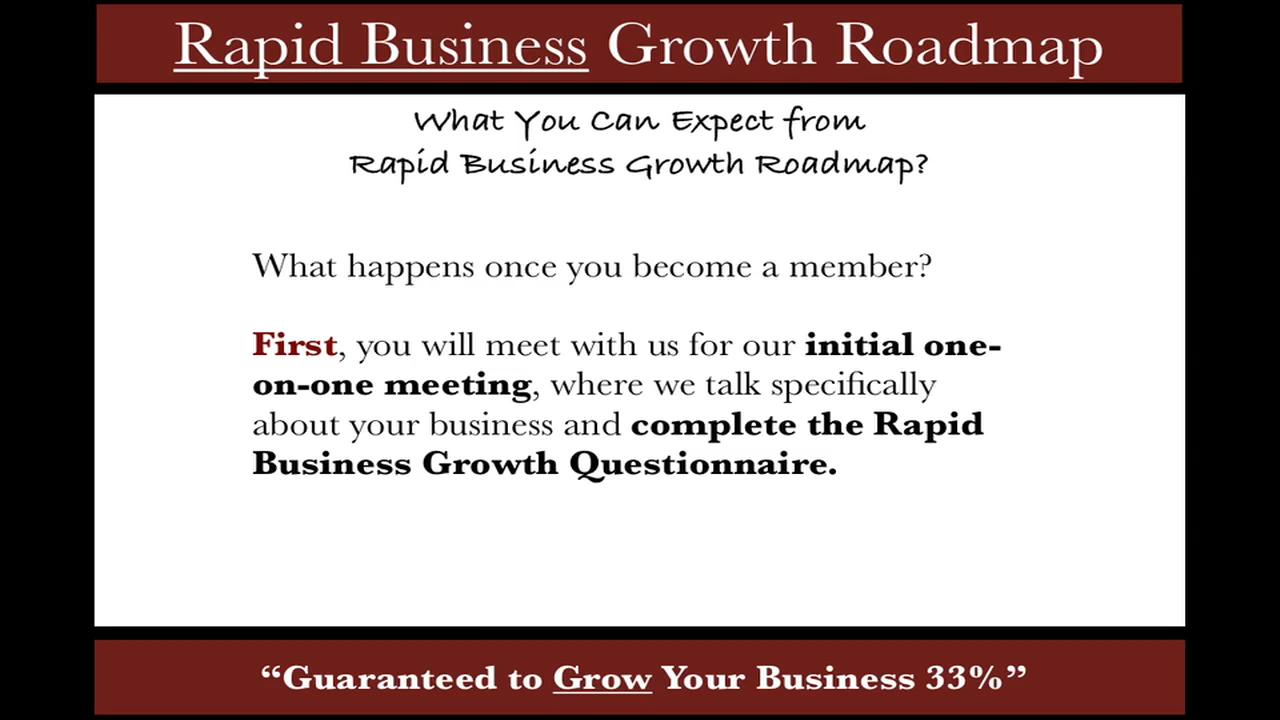 Rapid Business Growth Roadmap
What You Can Expect from
Rapid Business Growth Roadmap?
What happens once you become a member?
First, you will meet with us for our initial one-
on-one meeting, where we talk specifically
about your business and complete the Rapid
Business Growth Questionnaire.
“Guaranteed to Grow Your Business 33%”